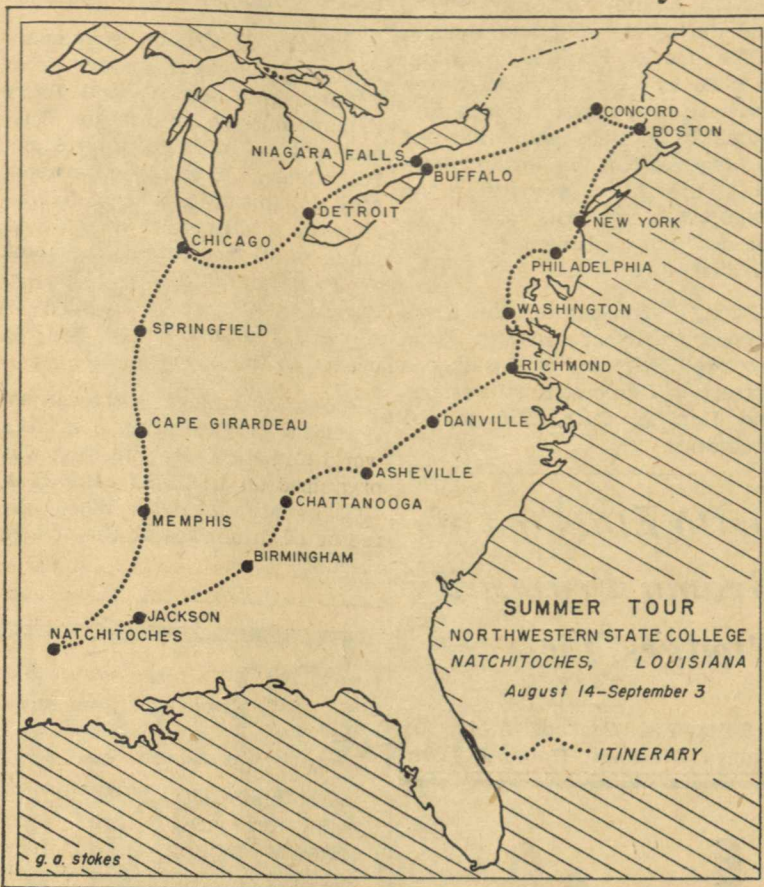 CONCORD
BOSTON
NIAGARA FALLS
BUFFALO
DETROIT
NEW YORK
CHICAGO
PHILADELPHIA
WASHINGTON
SPRINGFIELD
RICHMOND
CAPE GIRARDEAU
DANVILLE
ASHEVILLE
CHATTANOOGA
MEMPHIS
BIRMINGHAM
JACKSON
NATCHITOCHES
SUMMER TOUR
NORTHWESTERN STATE COLLEGE
NATCHITOCHES, LOUISIANA
August 14-September 3
ITINERARY
g. a. stokes